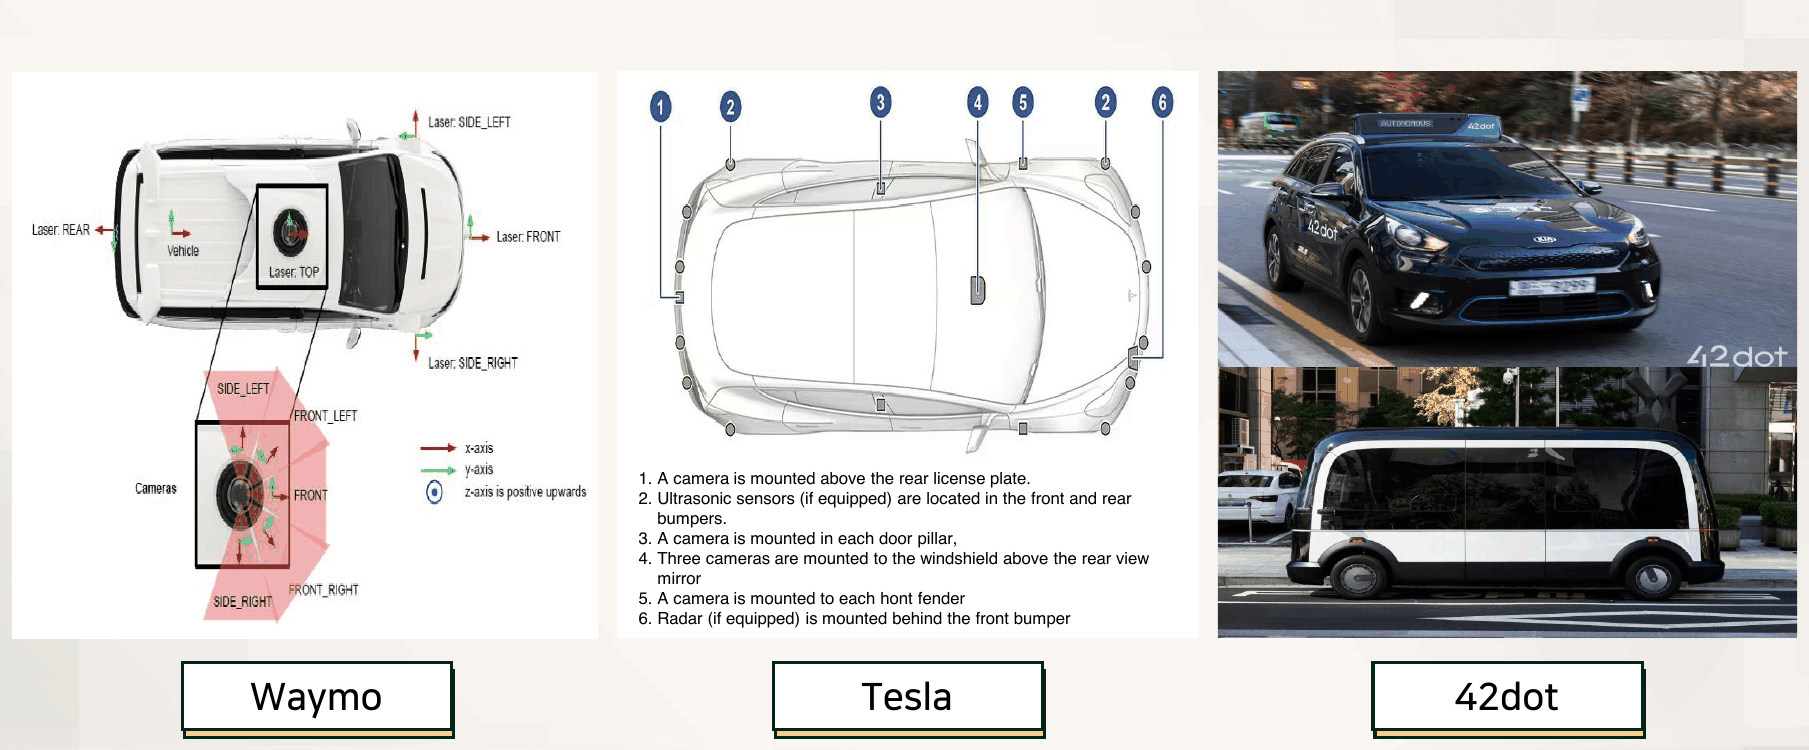 Laser: SIDE_LEFT
Laser: REAR
Vehicle
Laser: TOP
Laser: FRONT
Laser: SIDE_RIGHT
SIDE_LEFT
FRONT_LEFT
Cameras
FRONT
SIDE_RIGHT
FRONT_RIGHT
x-axis
y-axis
z-axis is positive upwards
1
2
3
4
5
2
6
1. A camera is mounted above the rear license plate.
2. Ultrasonic sensors (if equipped) are located in the front and rear
bumpers.
3. A camera is mounted in each door pillar,
4. Three cameras are mounted to the windshield above the rear view
mirror
5. A camera is mounted to each hont fender
6. Radar (if equipped) is mounted behind the front bumper
AUTONOMOUS
42dot
42dot
KIA
42dot
Waymo
Tesla
42dot